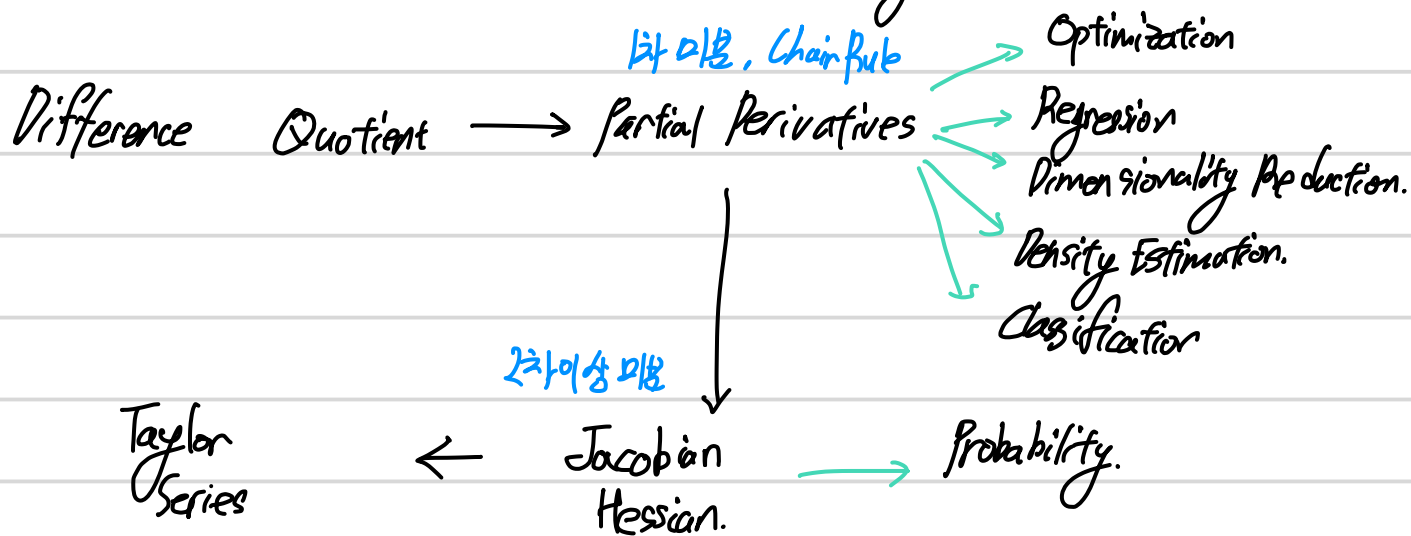 Optimization
1차 미분, Chain Rule
Difference Quotient → Partial Derivatives
Regression
Dimensionality Reduction.
Density Estimation.
Classification
2차이상 미분
Taylor Series
←
Jacobian
Hessian.
Probability.